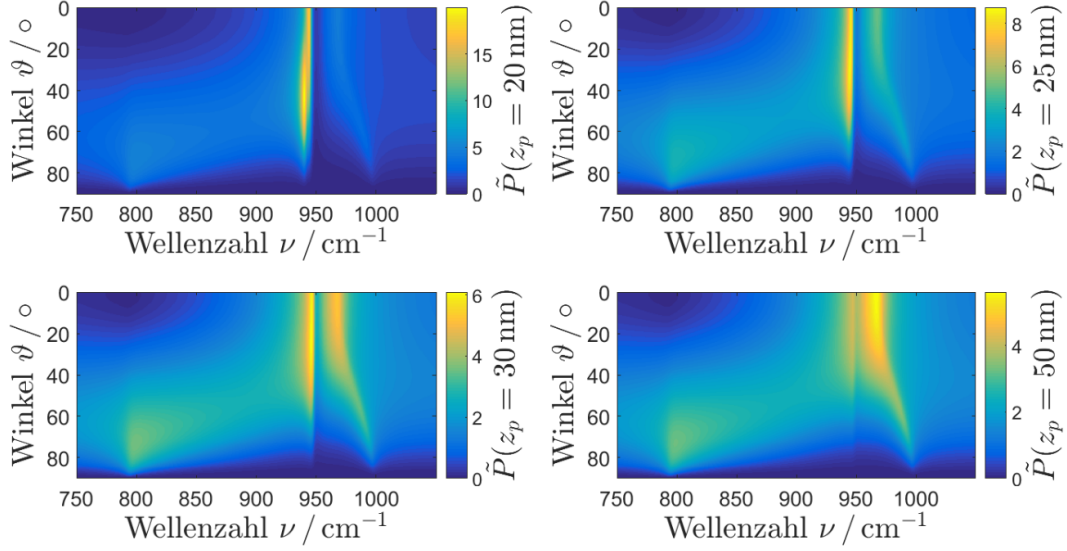 0
20
40
60
80
Winkel ϑ / ○
750 800 850 900 950 1000
Wellenzahl ν / cm⁻¹
15
10
5
0
P̃(z_p = 20 nm)
0
20
40
60
80
Winkel ϑ / ○
750 800 850 900 950 1000
Wellenzahl ν / cm⁻¹
8
6
4
2
0
P̃(z_p = 25 nm)
0
20
40
60
80
Winkel ϑ / ○
750 800 850 900 950 1000
Wellenzahl ν / cm⁻¹
6
4
2
0
P̃(z_p = 30 nm)
0
20
40
60
80
Winkel ϑ / ○
750 800 850 900 950 1000
Wellenzahl ν / cm⁻¹
4
2
0
P̃(z_p = 50 nm)